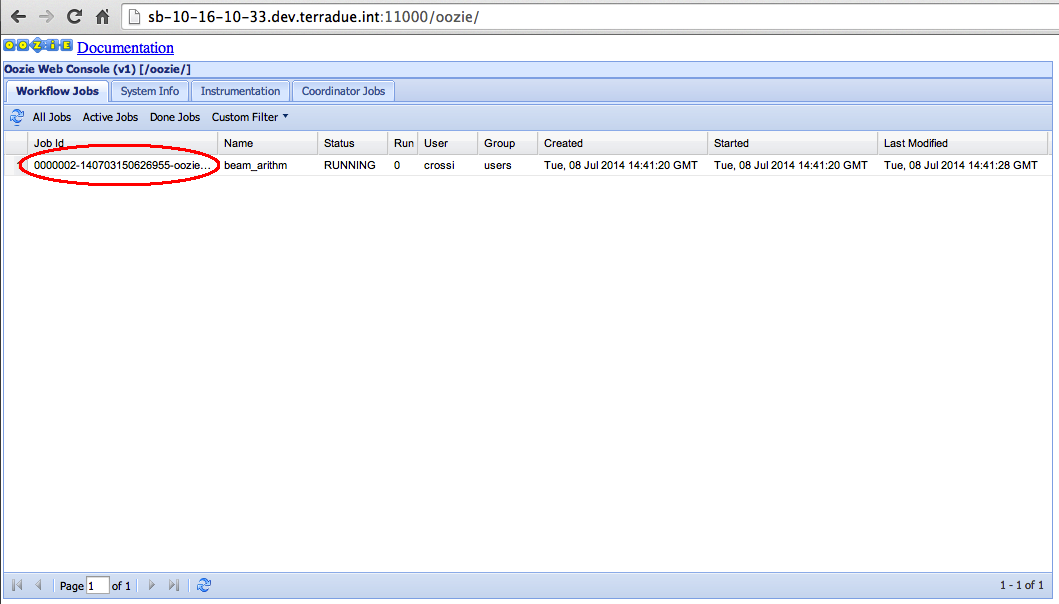 sb-10-16-10-33.dev.terradue.int:11000/oozie/
OOZIE Documentation
Oozie Web Console (v1) [/oozie/]
Workflow Jobs System Info Instrumentation Coordinator Jobs
All Jobs Active Jobs Done Jobs Custom Filter
Job Id Name Status Run User Group Created Started Last Modified
0000002-140703150626955-oozie... beam_arithm RUNNING 0 crossi users Tue, 08 Jul 2014 14:41:20 GMT Tue, 08 Jul 2014 14:41:20 GMT Tue, 08 Jul 2014 14:41:28 GMT
Page 1 of 1 1 - 1 of 1